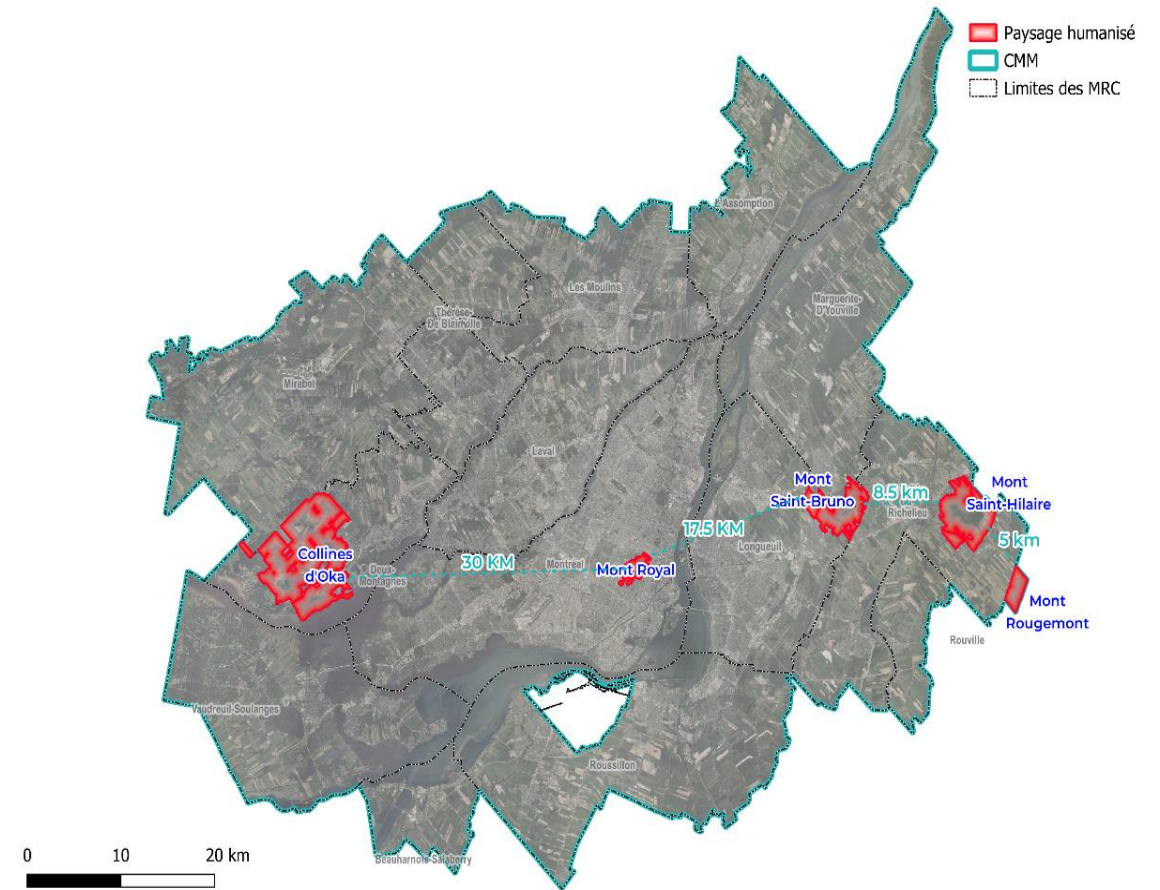 Paysage humanisé
CMM
Limites des MRC
L'Assomption
Les Moulins
Marguerite-
D'Youville
Thérèse-
De Blainville
Mirabel
Laval
Mont
Saint-Bruno
8.5 km
Richelieu
Mont
Saint-Hilaire
5 km
17.5 KM
Longueuil
Collines
d'Oka
Deux-
Montagnes
30 KM
Montréal
Mont Royal
Mont
Rougemont
Rouville
Vaudreuil-Soulanges
Roussillon
Beauharnois-Salaberry
0 10 20 km